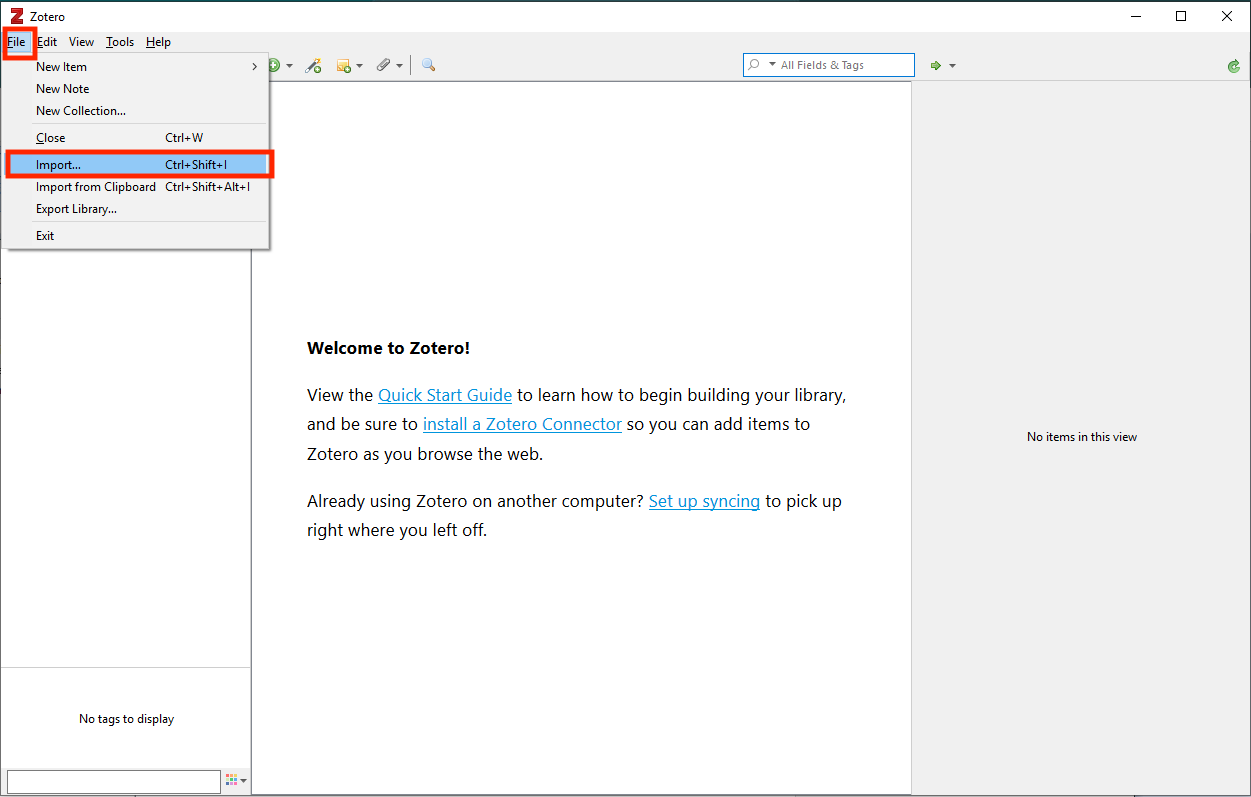 Zotero
File Edit View Tools Help
New Item
New Note
New Collection...
Close Ctrl+W
Import... Ctrl+Shift+I
Import from Clipboard Ctrl+Shift+Alt+I
Export Library...
Exit
All Fields & Tags
Welcome to Zotero!
View the Quick Start Guide to learn how to begin building your library,
and be sure to install a Zotero Connector so you can add items to
Zotero as you browse the web.
Already using Zotero on another computer? Set up syncing to pick up
right where you left off.
No items in this view
No tags to display